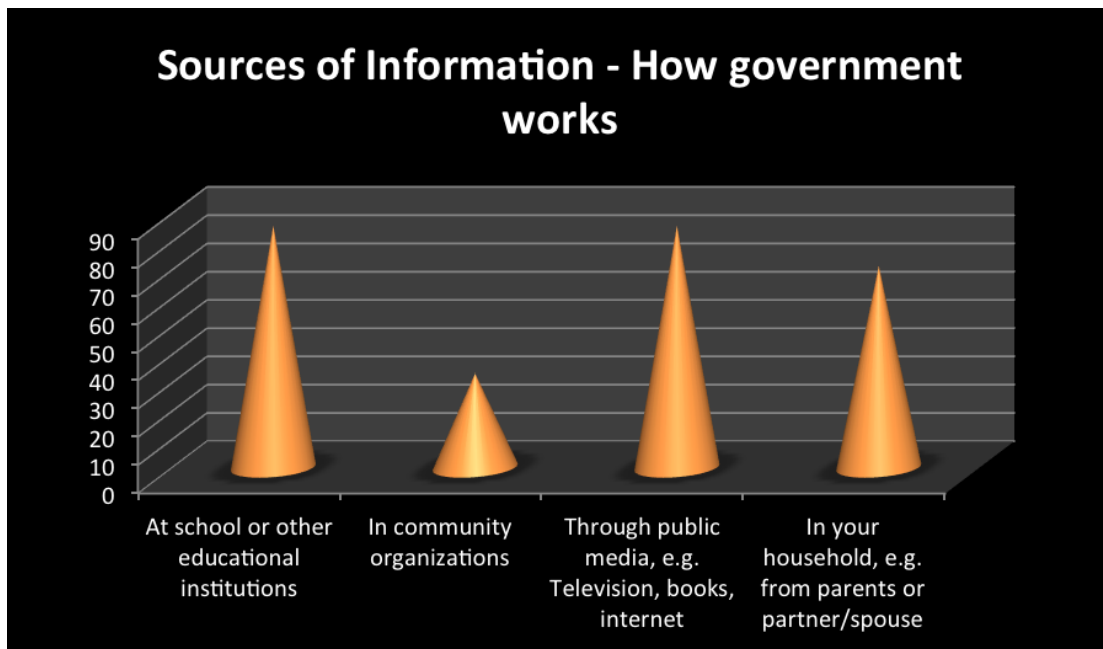 Sources of Information - How government
works
90
80
70
60
50
40
30
20
10
0
At school or other
educational
institutions
In community
organizations
Through public
media, e.g.
Television, books,
internet
In your
household, e.g.
from parents or
partner/spouse